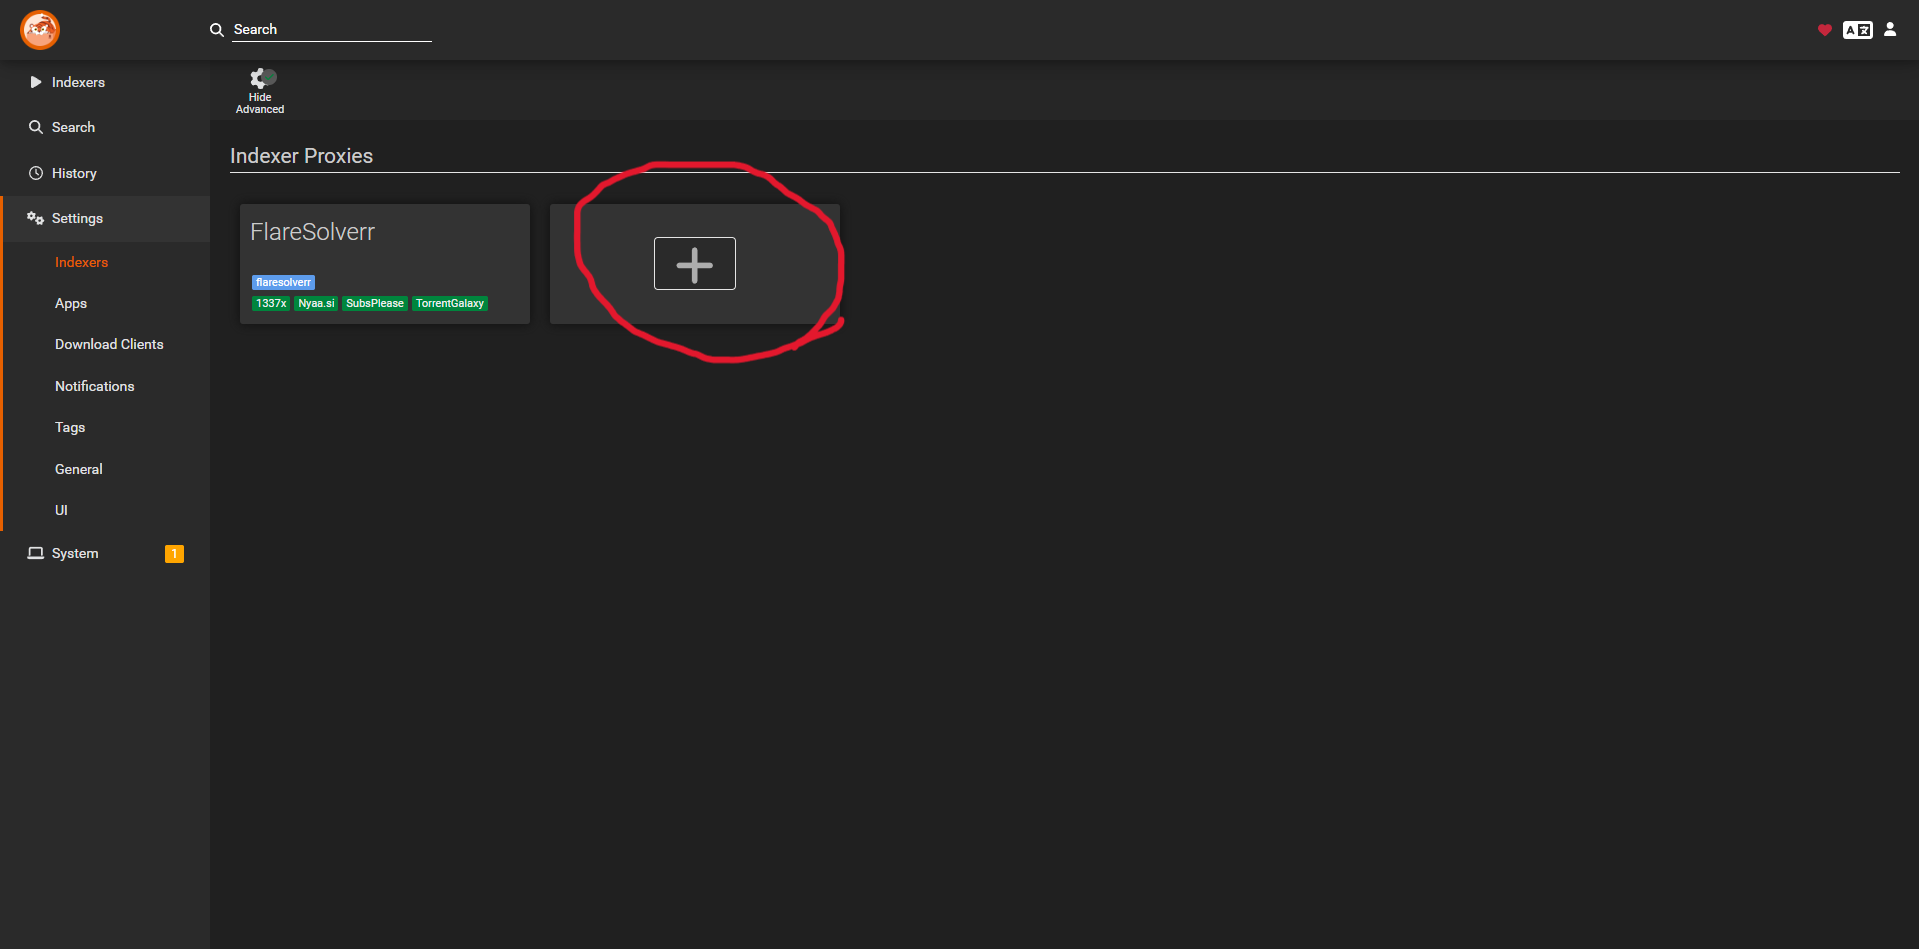 Search
Indexers
Search
History
Settings
Indexers
Apps
Download Clients
Notifications
Tags
General
UI
System 1
Hide
Advanced
Indexer Proxies
FlareSolverr
flaresolverr
1337x Nyaa.si SubsPlease TorrentGalaxy